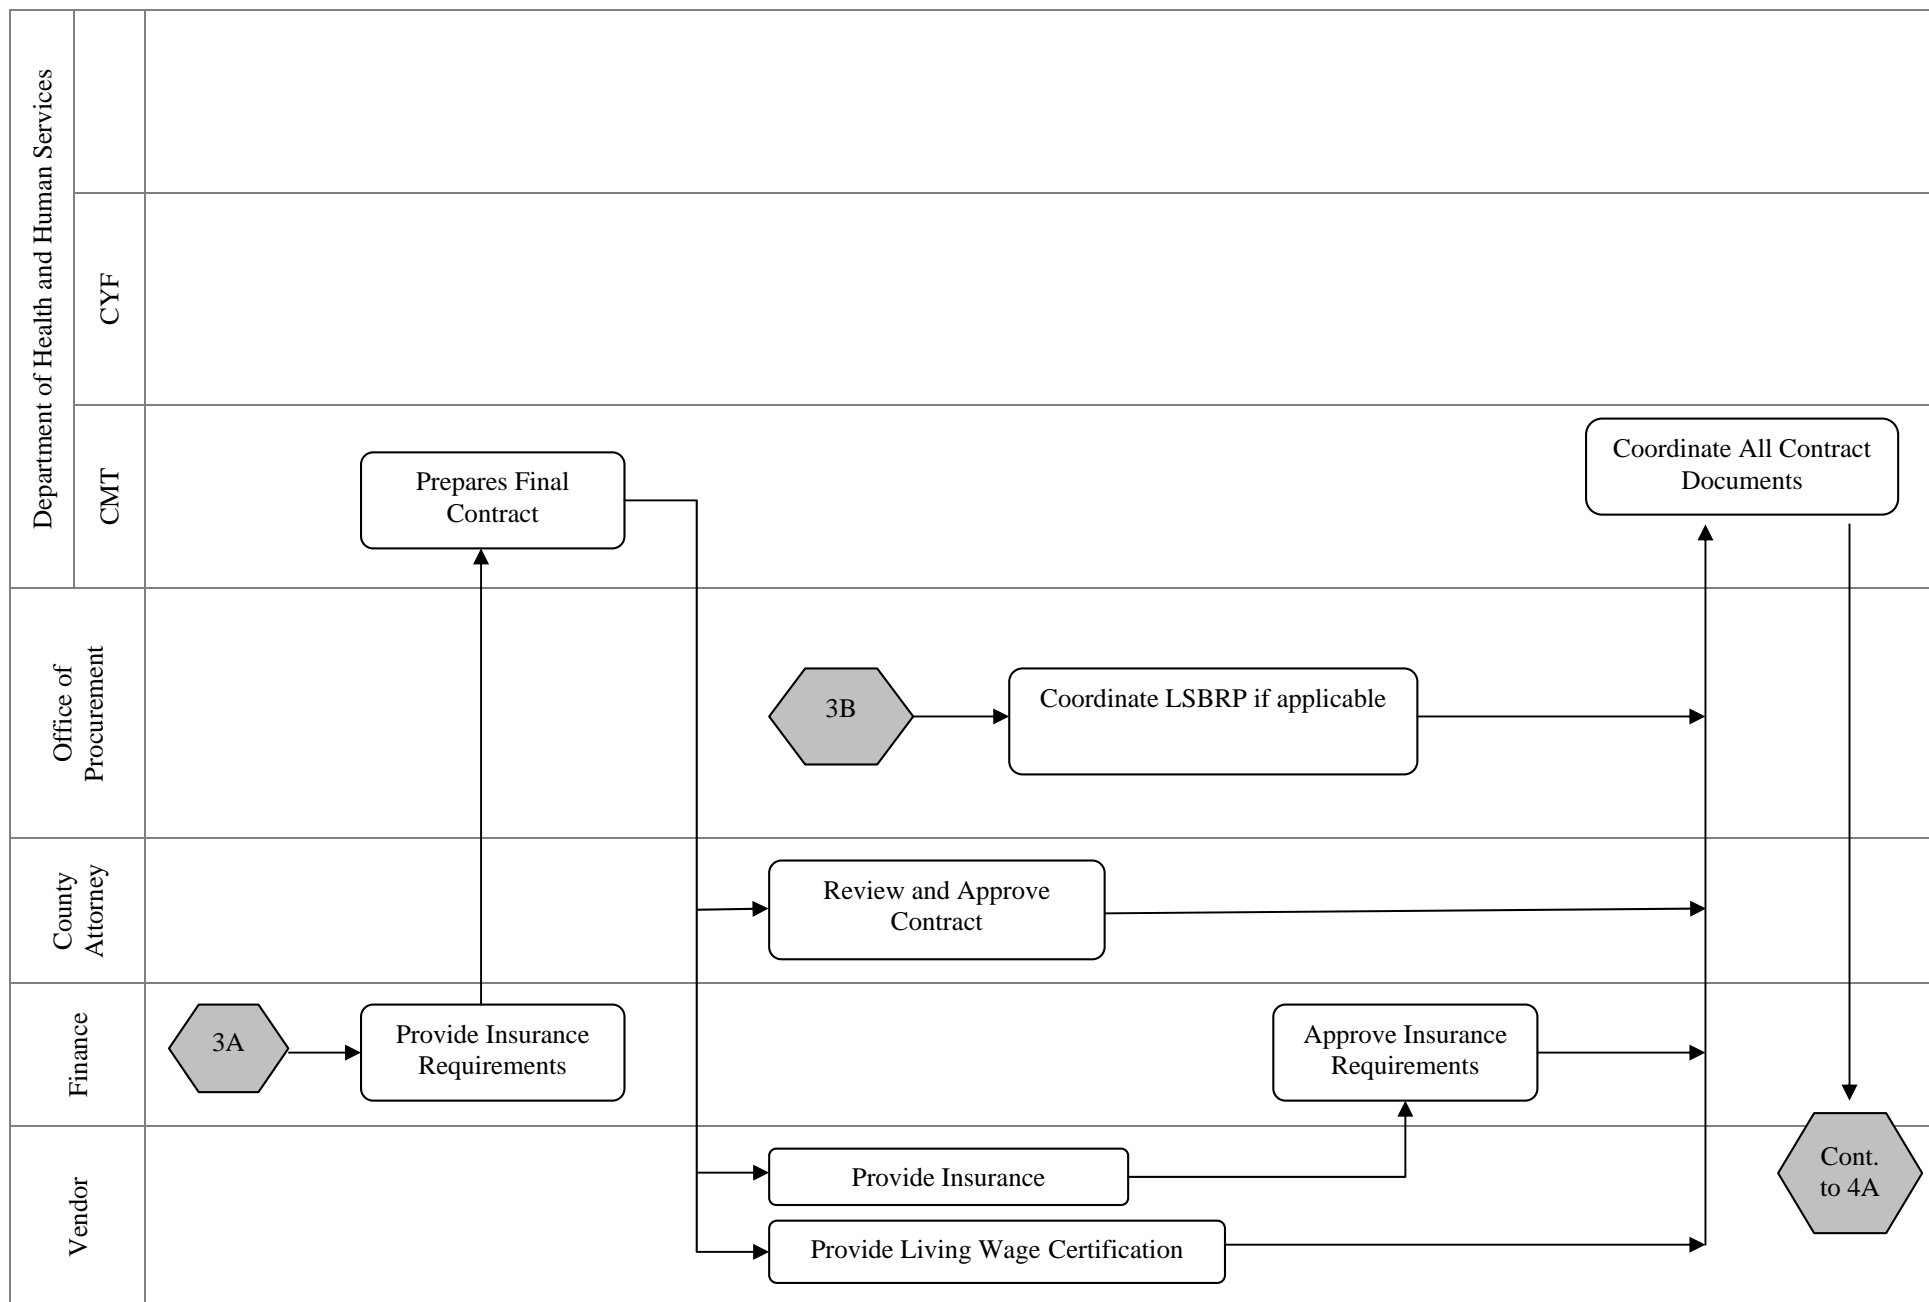 Department of Health and Human Services
CYF
CMT
Prepares Final
Contract
Coordinate All Contract
Documents
Office of
Procurement
3B
Coordinate LSBRP if applicable
County
Attorney
Review and Approve
Contract
Finance
3A
Provide Insurance
Requirements
Approve Insurance
Requirements
Vendor
Provide Insurance
Provide Living Wage Certification
Cont.
to 4A